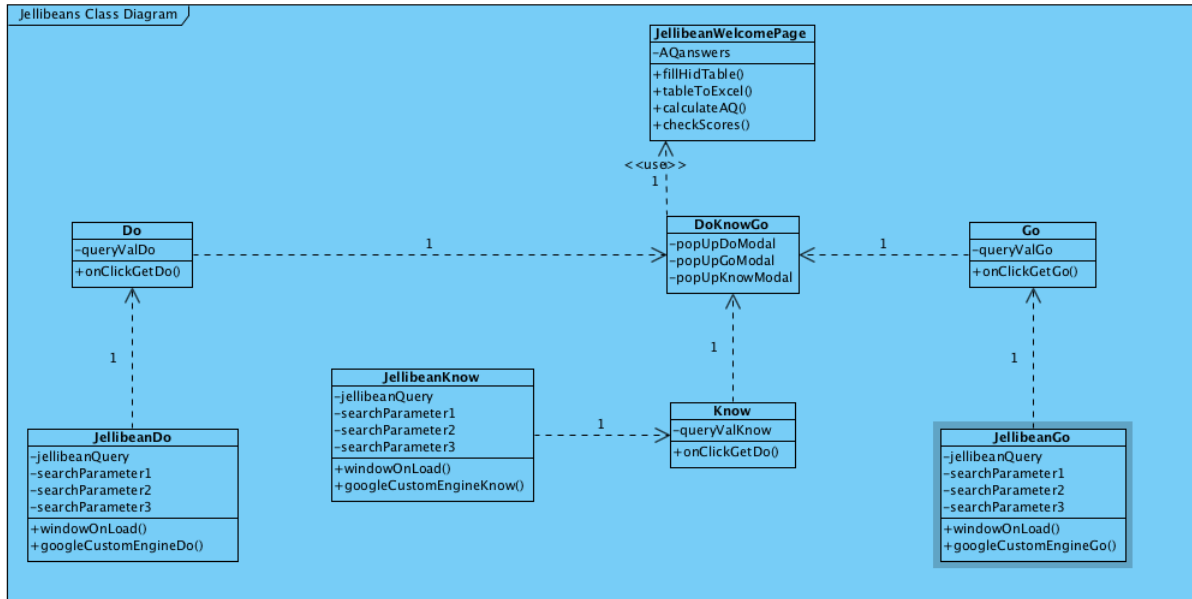 Jellibeans Class Diagram
JellibeanWelcomePage
-AQanswers
+fillHidTable()
+tableToExcel()
+calculateAQ()
+checkScores()
<<use>>
1
Do
-queryValDo
+onClickGetDo()
1
DoKnowGo
-popUpDoModal
-popUpGoModal
-popUpKnowModal
1
Go
-queryValGo
+onClickGetGo()
1
1
1
JellibeanKnow
-jellibeanQuery
-searchParameter1
-searchParameter2
-searchParameter3
+windowOnLoad()
+googleCustomEngineKnow()
1
Know
-queryValKnow
+onClickGetDo()
JellibeanDo
-jellibeanQuery
-searchParameter1
-searchParameter2
-searchParameter3
+windowOnLoad()
+googleCustomEngineDo()
JellibeanGo
-jellibeanQuery
-searchParameter1
-searchParameter2
-searchParameter3
+windowOnLoad()
+googleCustomEngineGo()